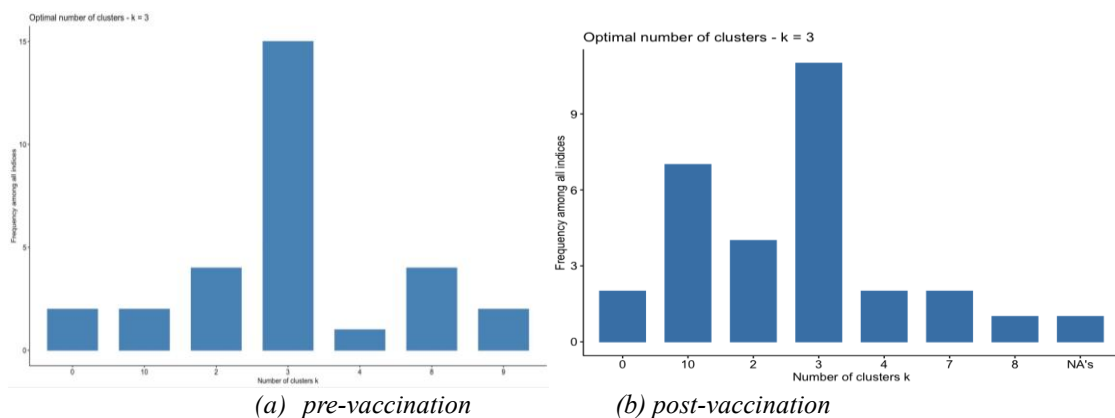 Optimal number of clusters - k = 3
Frequency among all indices
15
10
5
0
0 10 2 3 4 8 9
Number of clusters k
(a) pre-vaccination
Optimal number of clusters - k = 3
Frequency among all indices
9
6
3
0
0 10 2 3 4 7 8 NA's
Number of clusters k
(b) post-vaccination